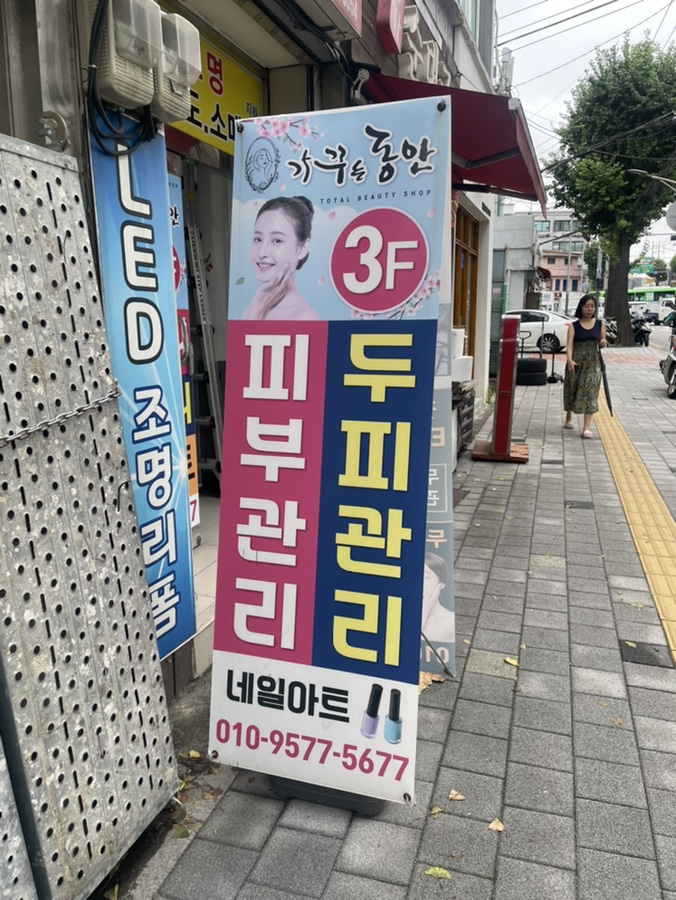 가꾸는 동안
TOTAL BEAUTY SHOP
3F
피부관리
두피관리
네일아트
010-9577-5677
LED 조명리폼